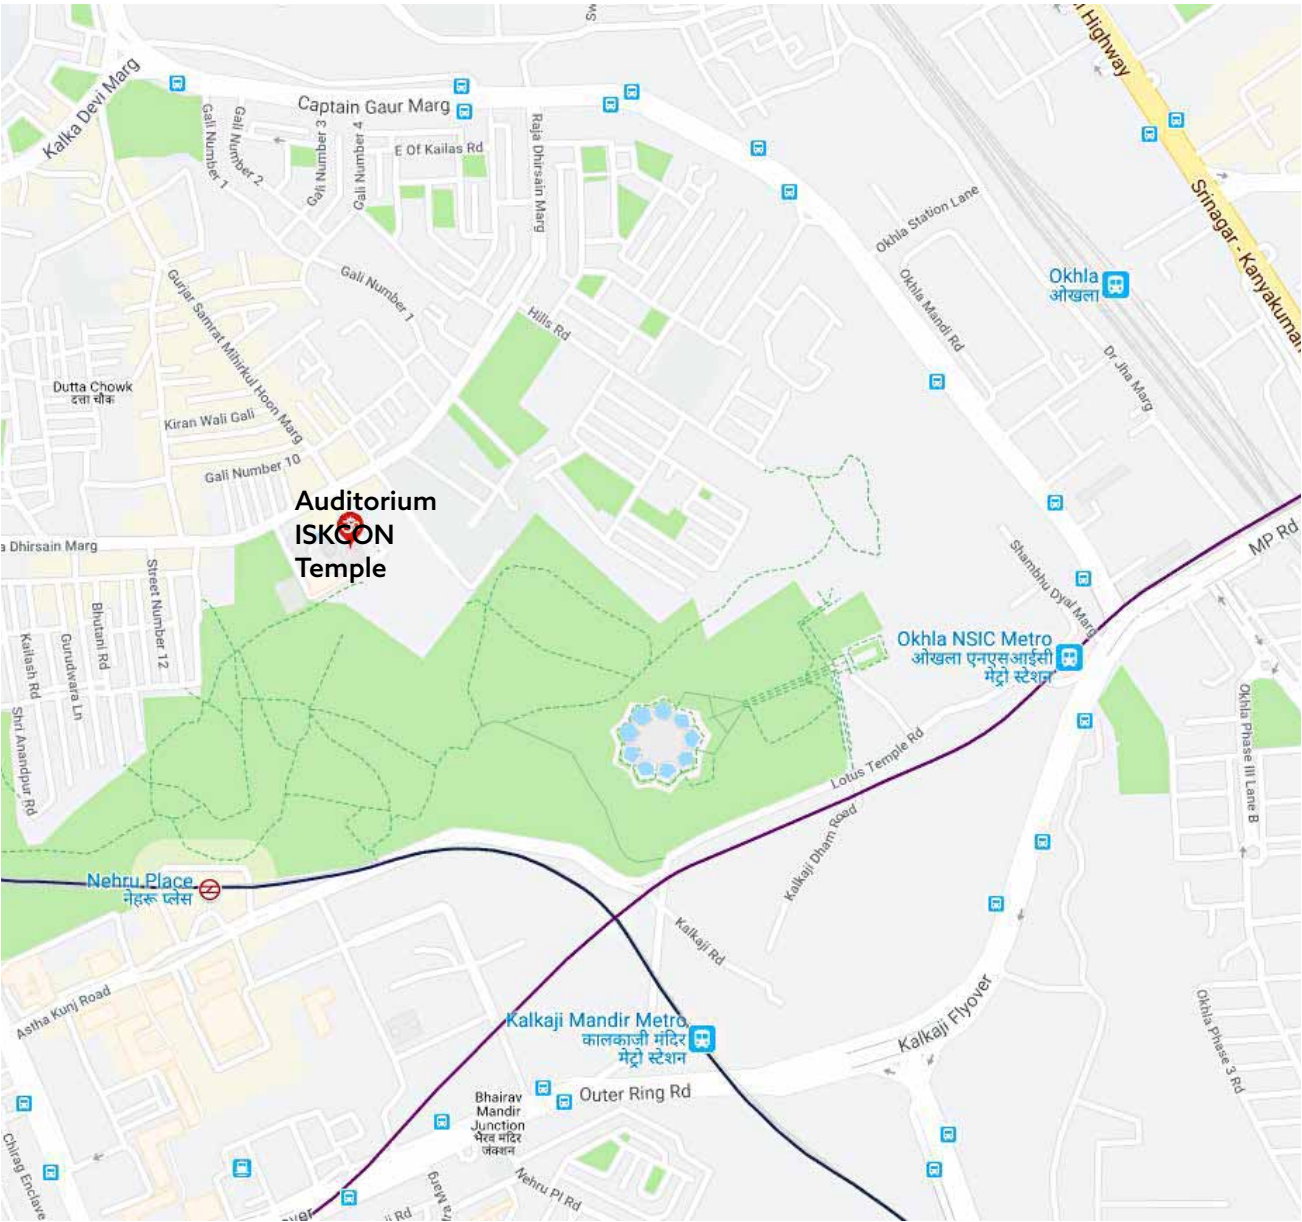 Sw
Highway
Kalka Devi Marg
Captain Gaur Marg
Gali Number 1
Gali Number 2
Gali Number 3
Gali Number 4
E Of Kailas Rd
Raja Dhirsain Marg
Okhla Station Lane
Srinagar - Kanyakumari
Okhla
ओखला
Okhla Mandi Rd
Gali Number 1
Gurjar Samrat Mihirkul Hoon Marg
Hills Rd
Dr Jha Marg
Dutta Chowk
दत्ता चौक
Kiran Wali Gali
Gali Number 10
Auditorium
ISKCON
Temple
a Dhirsain Marg
MP Rd
Street Number 12
Bhutani Rd
Gurudwara Ln
Kailash Rd
Shri Anandpur Rd
Shambhu Dyal Marg
Okhla NSIC Metro
ओखला एनएसआईसी
मेट्रो स्टेशन
Okhla Phase III Lane B
Lotus Temple Rd
Kalkaji Dham Road
Nehru Place
नेहरू प्लेस
Kalkaji Rd
Astha Kunj Road
Kalkaji Mandir Metro
कालकाजी मंदिर
मेट्रो स्टेशन
Kalkaji Flyover
Okhla Phase 3 Rd
Outer Ring Rd
Bhairav
Mandir
Junction
भैरव मंदिर
जंक्शन
Chirag Enclave
Nehru Pl Rd
ra Marg
ji Rd
over